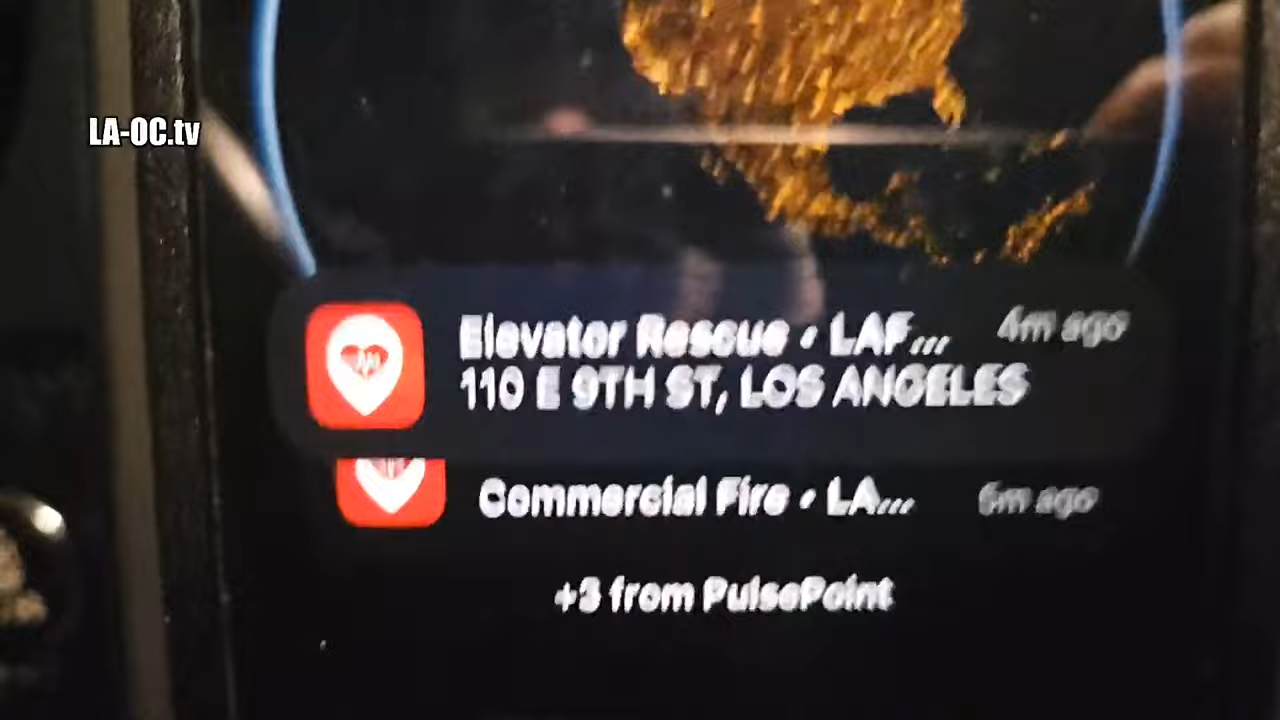 LA-OC.tv
Elevator Rescue • LAF... 4m ago
110 E 9TH ST, LOS ANGELES
Commercial Fire • LA... 6m ago
+3 from PulsePoint